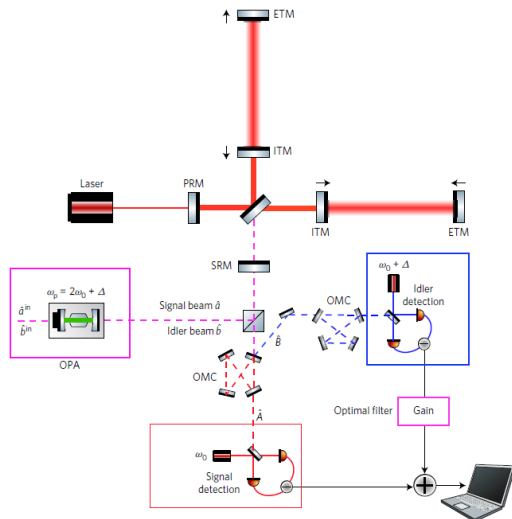 ETM
ITM
Laser
PRM
ITM
ETM
SRM
ω₀ + Δ
Idler
detection
ωₚ = 2ω₀ + Δ
Signal beam â
OMC
âⁱⁿ
b̂ⁱⁿ
Idler beam b̂
B̂
OPA
OMC
Â
Optimal filter
Gain
ω₀
Signal
detection